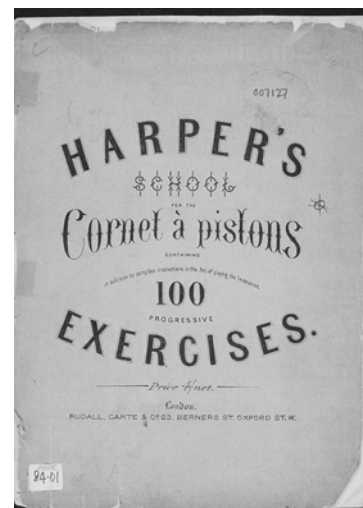 007127
HARPER'S
SCHOOL
FOR THE
Cornet à pistons
CONTAINING
in addition to complete instructions in the Art of playing the Instrument,
100
PROGRESSIVE
EXERCISES.
Price net.
London,
RUDALL, CARTE & Co 23, BERNERS ST. OXFORD ST. W.
84·01